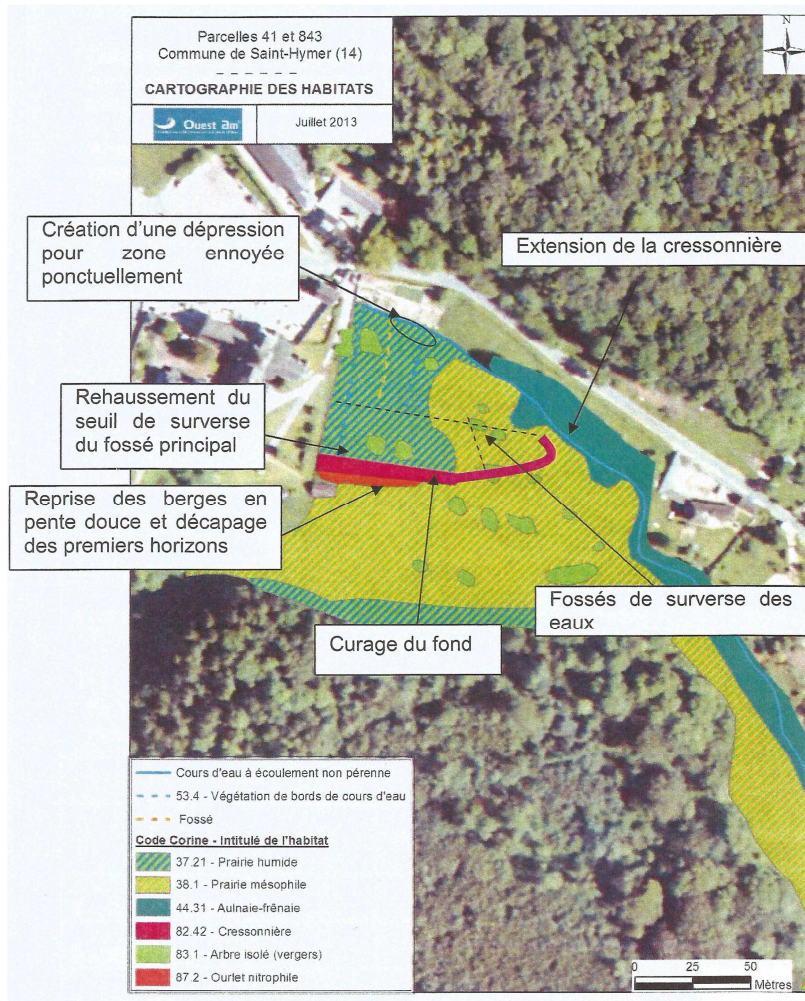 Parcelles 41 et 843
Commune de Saint-Hymer (14)
CARTOGRAPHIE DES HABITATS
Ouest am'
Juillet 2013
N
Création d'une dépression
pour zone ennoyée
ponctuellement
Extension de la cressonnière
Rehaussement du
seuil de surverse
du fossé principal
Reprise des berges en
pente douce et décapage
des premiers horizons
Fossés de surverse des
eaux
Curage du fond
Cours d'eau à écoulement non pérenne
53.4 - Végétation de bords de cours d'eau
Fossé
Code Corine - Intitulé de l'habitat
37.21 - Prairie humide
38.1 - Prairie mésophile
44.31 - Aulnaie-frênaie
82.42 - Cressonnière
83.1 - Arbre isolé (vergers)
87.2 - Ourlet nitrophile
0 25 50
Mètres